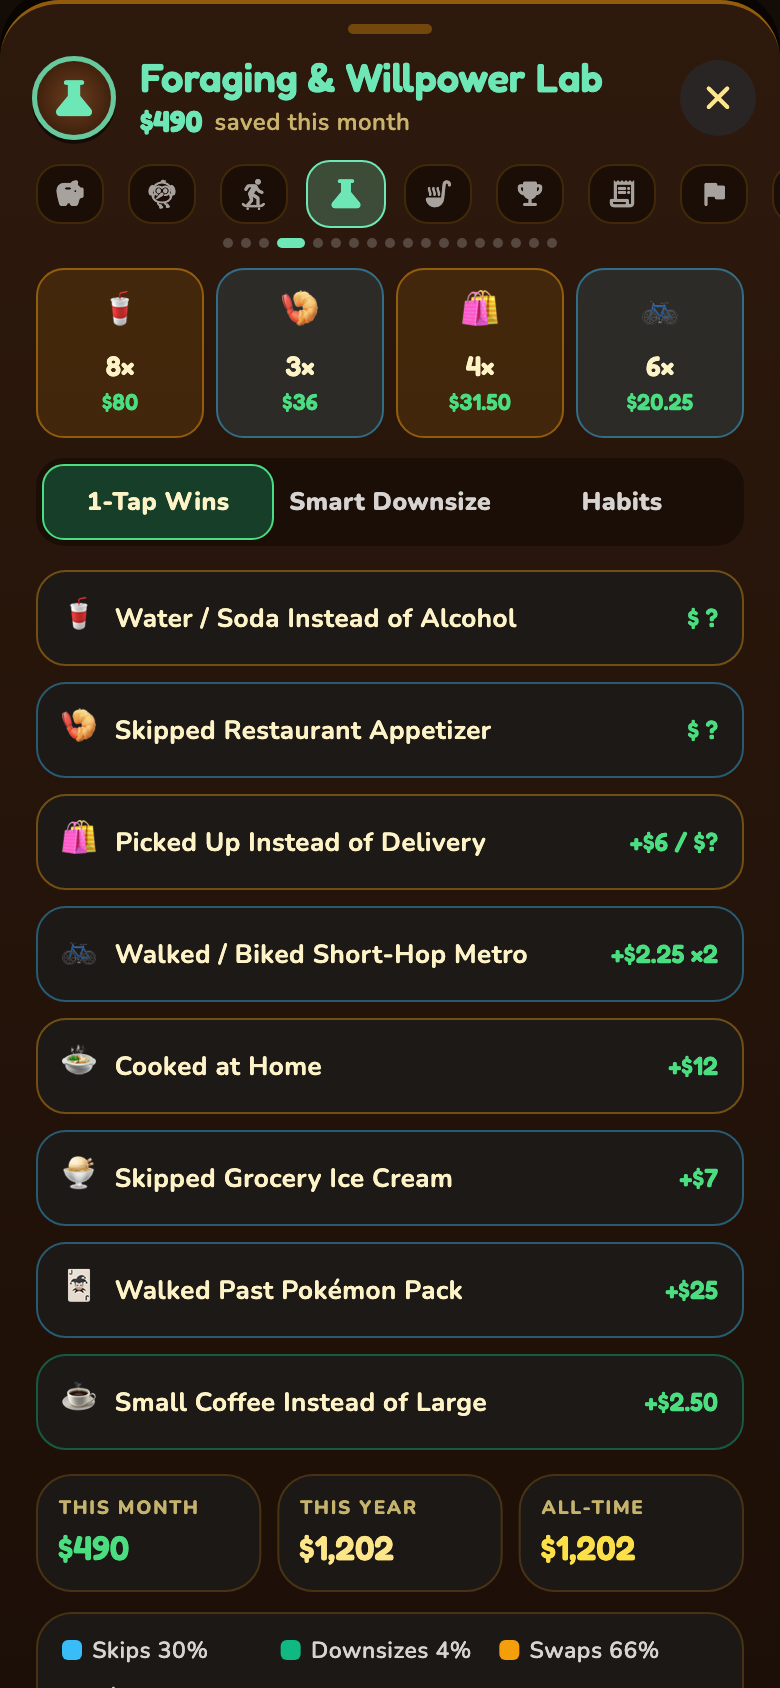 Foraging & Willpower Lab
$490 saved this month
8x 3x 4x 6x
$80 $36 $31.50 $20.25
1-Tap Wins Smart Downsize Habits
Water / Soda Instead of Alcohol $ ?
Skipped Restaurant Appetizer $ ?
Picked Up Instead of Delivery +$6 / $?
Walked / Biked Short-Hop Metro +$2.25 ×2
Cooked at Home +$12
Skipped Grocery Ice Cream +$7
Walked Past Pokémon Pack +$25
Small Coffee Instead of Large +$2.50
THIS MONTH THIS YEAR ALL-TIME
$490 $1,202 $1,202
Skips 30% Downsizes 4% Swaps 66%